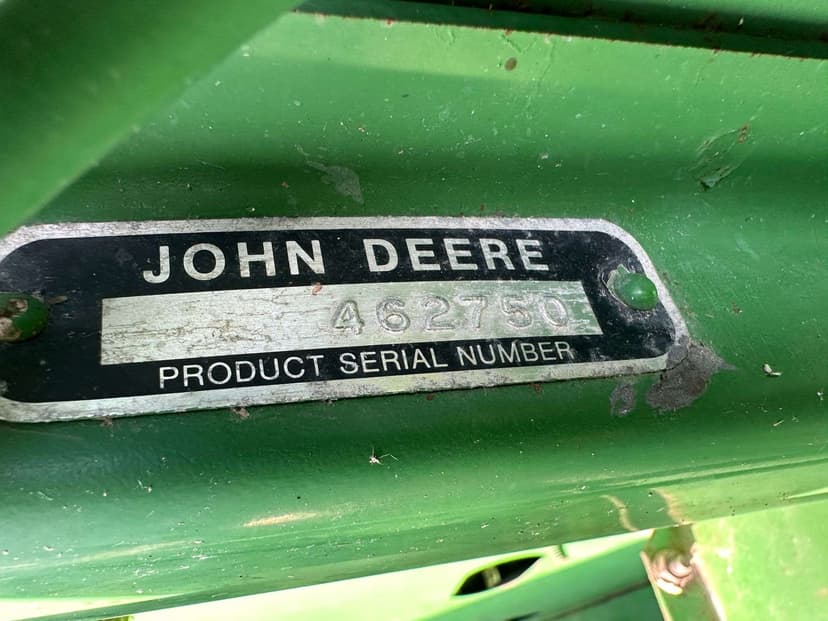 JOHN DEERE
462750
PRODUCT SERIAL NUMBER